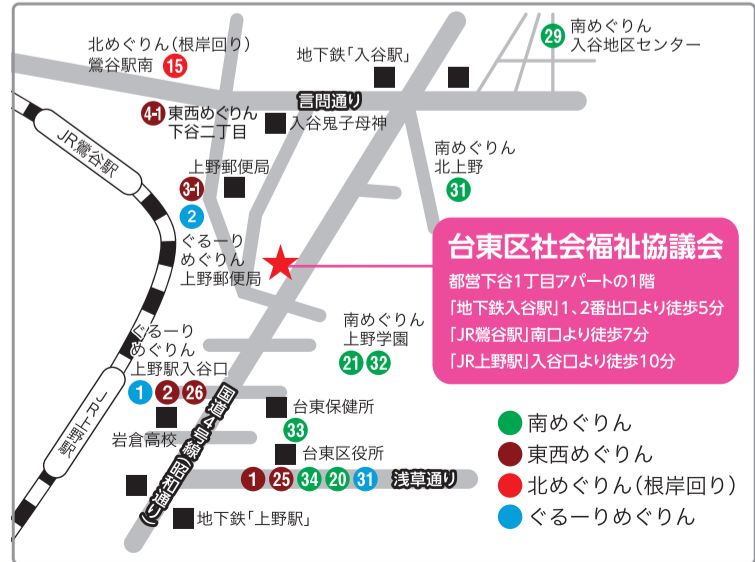 北めぐりん(根岸回り)
鶯谷駅南 15
地下鉄「入谷駅」
29 南めぐりん
入谷地区センター
言問通り
4-1 東西めぐりん
下谷二丁目
入谷鬼子母神
JR鶯谷駅
上野郵便局
3-1
2
ぐるーり
めぐりん
上野郵便局
南めぐりん
北上野
31
台東区社会福祉協議会
都営下谷1丁目アパートの1階
「地下鉄入谷駅」1、2番出口より徒歩5分
「JR鶯谷駅」南口より徒歩7分
「JR上野駅」入谷口より徒歩10分
ぐるーり
めぐりん
上野駅入谷口
1 2 26
南めぐりん
上野学園
21 32
JR上野駅
岩倉高校
国道4号線(昭和通り)
台東保健所
33
台東区役所
1 25 34 20 31 浅草通り
地下鉄「上野駅」
南めぐりん
東西めぐりん
北めぐりん(根岸回り)
ぐるーりめぐりん